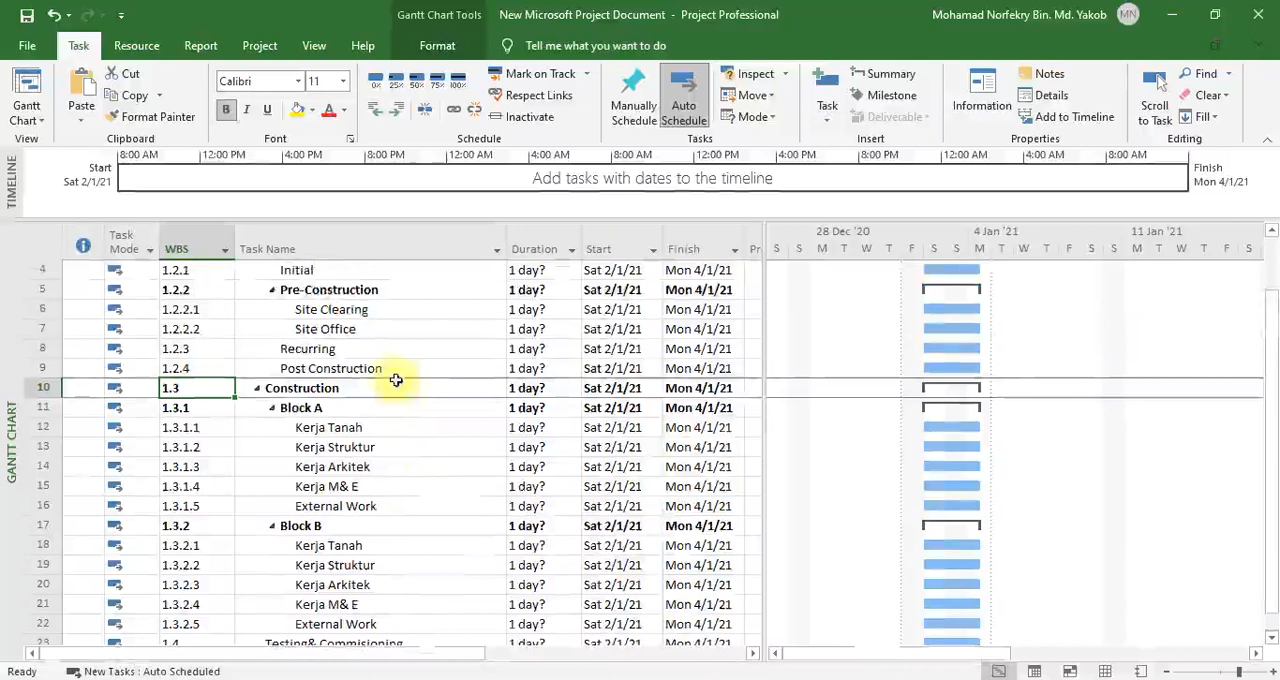 Gantt Chart Tools New Microsoft Project Document - Project Professional Mohamad Norfekry Bin. Md. Yakob MN
File Task Resource Report Project View Help Format Tell me what you want to do
Gantt Chart
View
Paste
Cut
Copy
Format Painter
Clipboard
Calibri 11
B I U A
Font
0% 25% 50% 75% 100%
Mark on Track
Respect Links
Inactivate
Schedule
Manually Schedule
Auto Schedule
Inspect
Move
Mode
Tasks
Task
Summary
Milestone
Deliverable
Insert
Information
Notes
Details
Add to Timeline
Properties
Scroll to Task
Find
Clear
Fill
Editing
TIMELINE
8:00 AM 12:00 PM 4:00 PM 8:00 PM 12:00 AM 4:00 AM 8:00 AM 12:00 PM 4:00 PM 8:00 PM 12:00 AM 4:00 AM 8:00 AM
Start
Sat 2/1/21
Add tasks with dates to the timeline
Finish
Mon 4/1/21
GANTT CHART
Task Mode WBS Task Name Duration Start Finish Pr
28 Dec '20 4 Jan '21 11 Jan '21
S S M T W T F S S M T W T F S S M T W T F S
4 1.2.1 Initial 1 day? Sat 2/1/21 Mon 4/1/21
5 1.2.2 Pre-Construction 1 day? Sat 2/1/21 Mon 4/1/21
6 1.2.2.1 Site Clearing 1 day? Sat 2/1/21 Mon 4/1/21
7 1.2.2.2 Site Office 1 day? Sat 2/1/21 Mon 4/1/21
8 1.2.3 Recurring 1 day? Sat 2/1/21 Mon 4/1/21
9 1.2.4 Post Construction 1 day? Sat 2/1/21 Mon 4/1/21
10 1.3 Construction 1 day? Sat 2/1/21 Mon 4/1/21
11 1.3.1 Block A 1 day? Sat 2/1/21 Mon 4/1/21
12 1.3.1.1 Kerja Tanah 1 day? Sat 2/1/21 Mon 4/1/21
13 1.3.1.2 Kerja Struktur 1 day? Sat 2/1/21 Mon 4/1/21
14 1.3.1.3 Kerja Arkitek 1 day? Sat 2/1/21 Mon 4/1/21
15 1.3.1.4 Kerja M& E 1 day? Sat 2/1/21 Mon 4/1/21
16 1.3.1.5 External Work 1 day? Sat 2/1/21 Mon 4/1/21
17 1.3.2 Block B 1 day? Sat 2/1/21 Mon 4/1/21
18 1.3.2.1 Kerja Tanah 1 day? Sat 2/1/21 Mon 4/1/21
19 1.3.2.2 Kerja Struktur 1 day? Sat 2/1/21 Mon 4/1/21
20 1.3.2.3 Kerja Arkitek 1 day? Sat 2/1/21 Mon 4/1/21
21 1.3.2.4 Kerja M& E 1 day? Sat 2/1/21 Mon 4/1/21
22 1.3.2.5 External Work 1 day? Sat 2/1/21 Mon 4/1/21
23 1.4 Testing& Commisioning 1 day? Sat 2/1/21 Mon 4/1/21
Ready New Tasks : Auto Scheduled